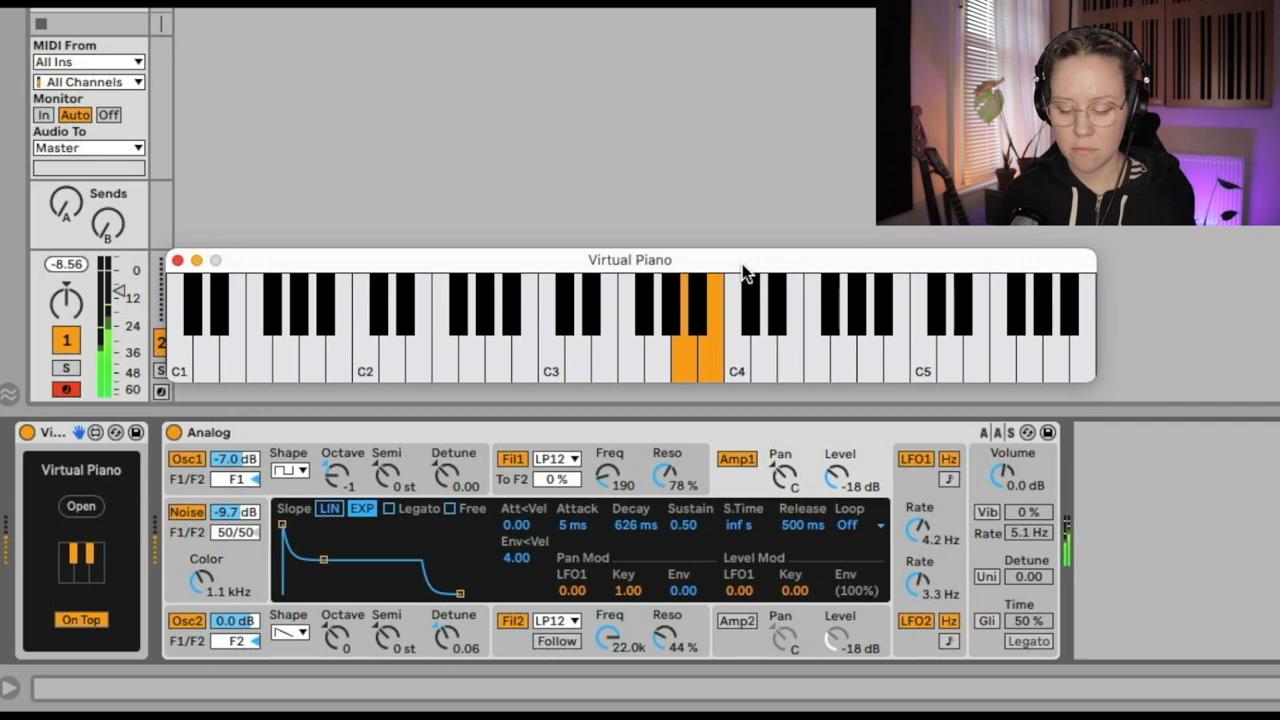 MIDI From
All Ins
All Channels
Monitor
In Auto Off
Audio To
Master
Sends
A
B
-8.56
0
12
24
36
48
60
1
S
2
S
Virtual Piano
C1 C2 C3 C4 C5
Vi...
Virtual Piano
Open
On Top
Analog
A|A|S
Osc1 -7.0 dB
F1/F2 F1
Shape
Octave
-1
Semi
0 st
Detune
0.00
Fil1 LP12
To F2 0 %
Freq
190
Reso
78 %
Amp1
Pan
C
Level
-18 dB
LFO1 Hz
Volume
0.0 dB
Noise -9.7 dB
F1/F2 50/50
Color
1.1 kHz
Slope LIN EXP Legato Free
Att<Vel Attack Decay Sustain S.Time Release Loop
0.00 5 ms 626 ms 0.50 inf s 500 ms Off
Env<Vel
4.00
Pan Mod Level Mod
LFO1 Key Env LFO1 Key Env
0.00 1.00 0.00 0.00 0.00 (100%)
Rate
4.2 Hz
Rate
3.3 Hz
Vib 0 %
Rate 5.1 Hz
Detune
Uni 0.00
Time
Gli 50 %
Legato
Osc2 0.0 dB
F1/F2 F2
Shape
Octave
0
Semi
0 st
Detune
0.06
Fil2 LP12
Follow
Freq
22.0k
Reso
44 %
Amp2
Pan
C
Level
-18 dB
LFO2 Hz